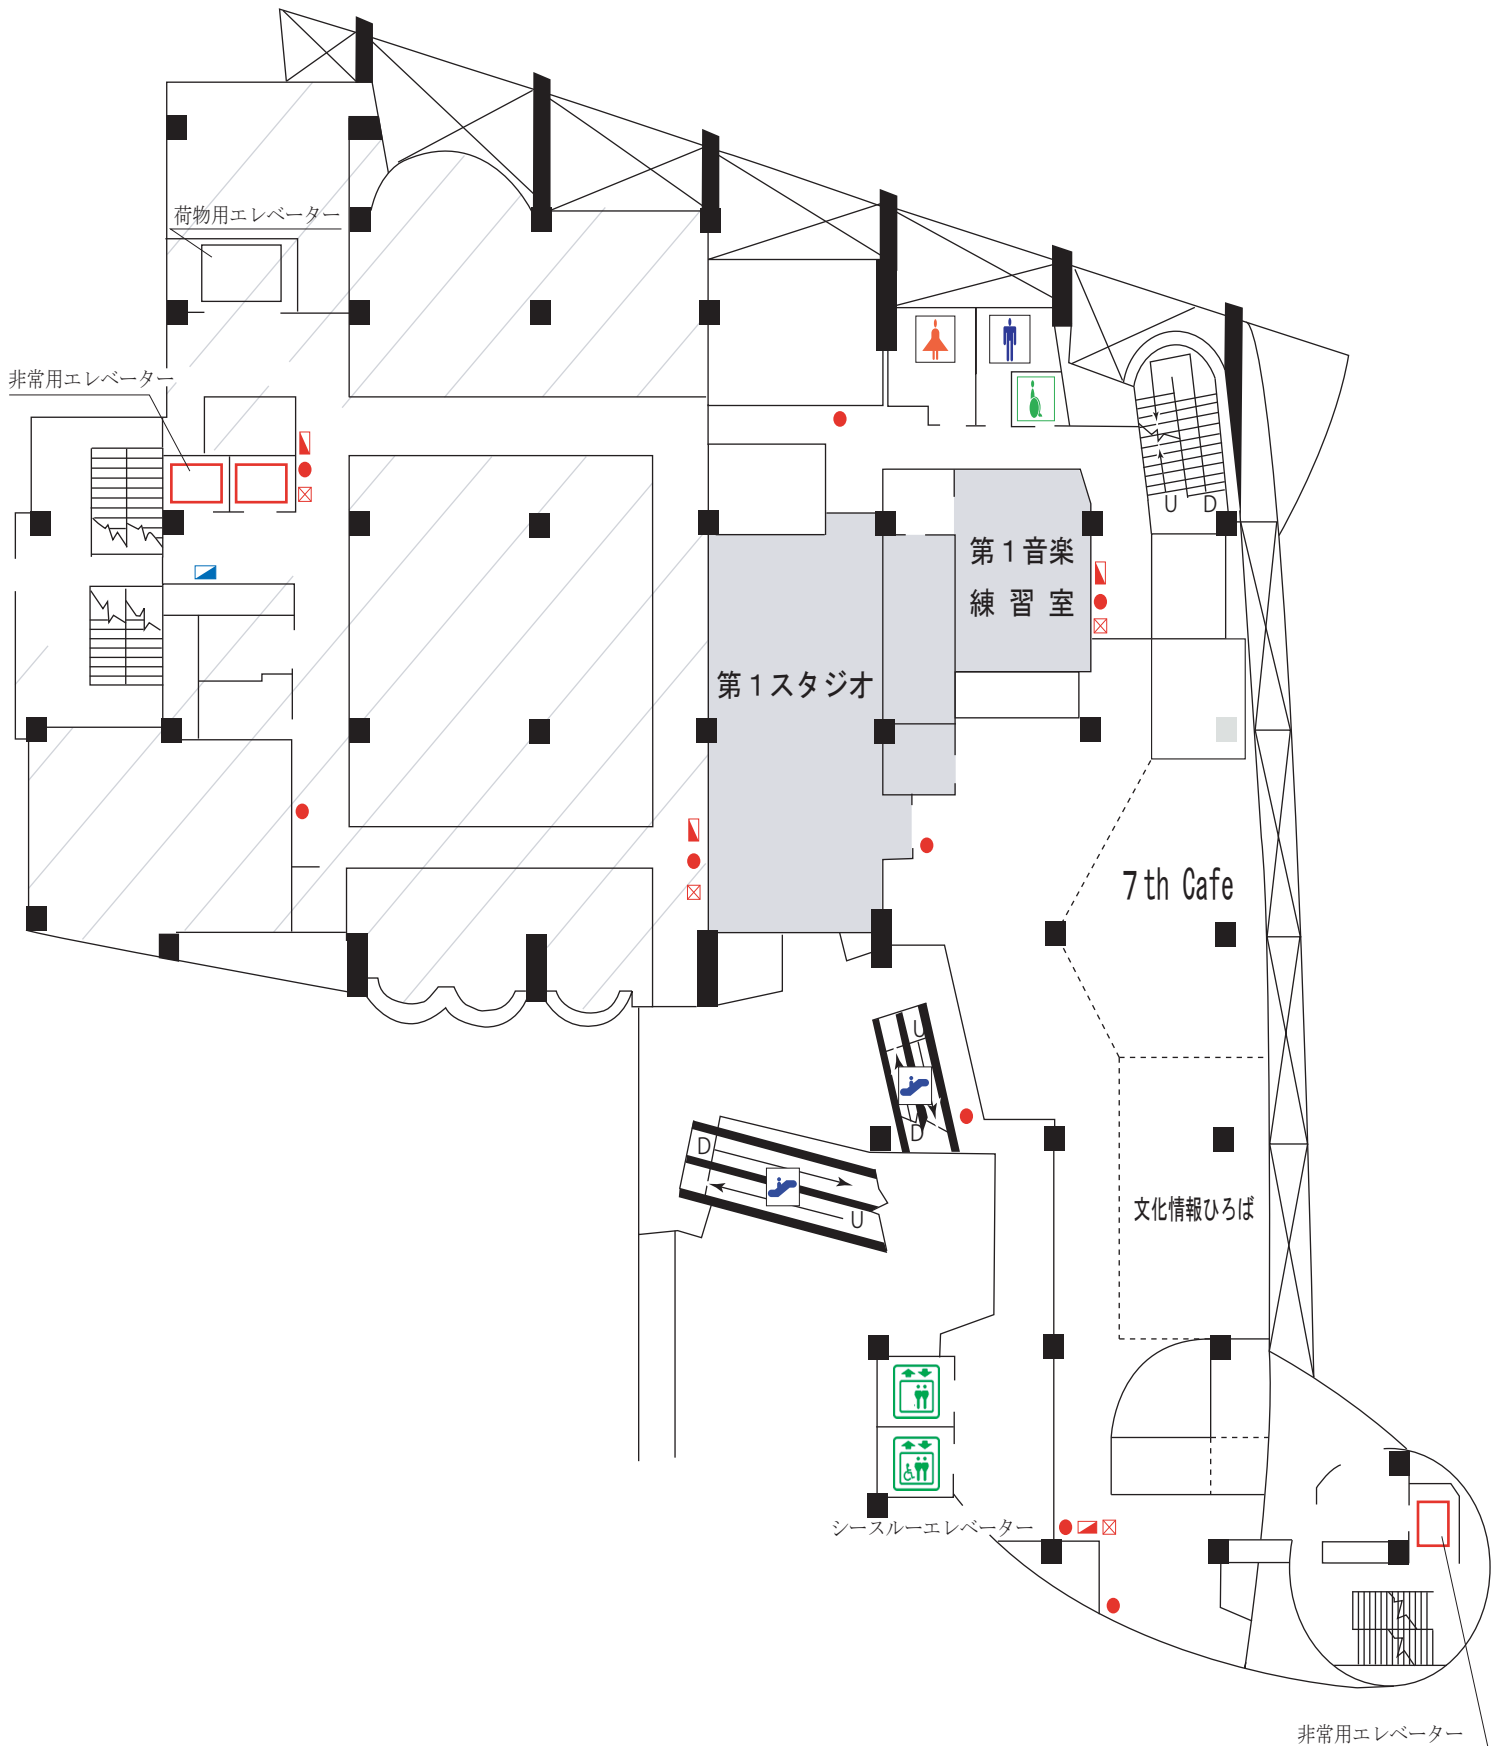 荷物用エレベーター
非常用エレベーター
U D
第1音楽
練習室
第1スタジオ
7th Cafe
U
D
D
U
文化情報ひろば
シースルーエレベーター
非常用エレベーター